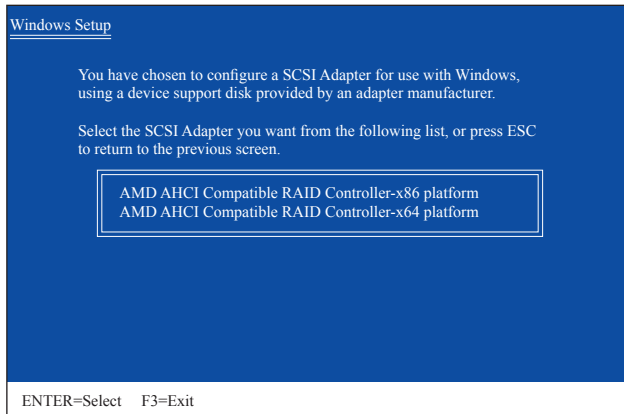 Windows Setup
You have chosen to configure a SCSI Adapter for use with Windows,
using a device support disk provided by an adapter manufacturer.
Select the SCSI Adapter you want from the following list, or press ESC
to return to the previous screen.
AMD AHCI Compatible RAID Controller-x86 platform
AMD AHCI Compatible RAID Controller-x64 platform
ENTER=Select F3=Exit